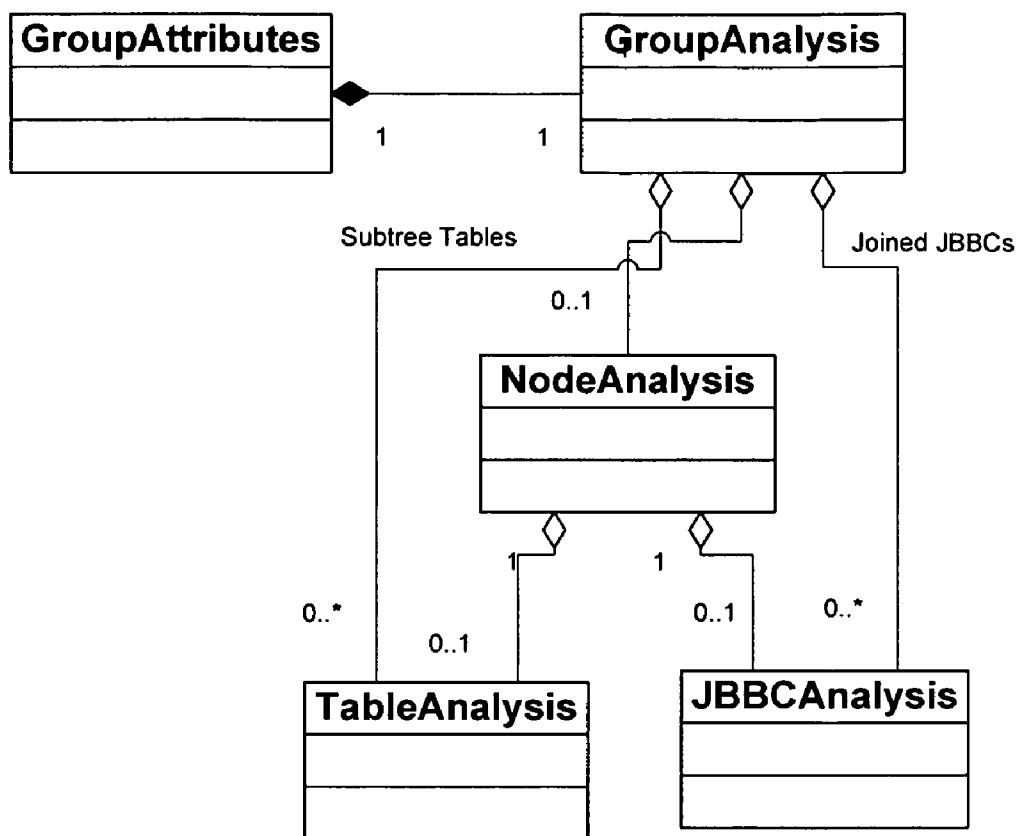 GroupAttributes
GroupAnalysis
1
1
Subtree Tables
Joined JBBCs
0..1
NodeAnalysis
1
1
0..*
0..1
0..1
0..*
TableAnalysis
JBBCAnalysis